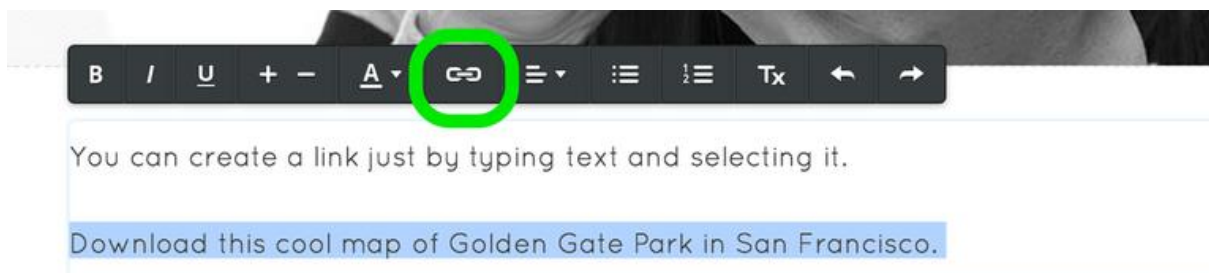 B I U + - A Tx
You can create a link just by typing text and selecting it.
Download this cool map of Golden Gate Park in San Francisco.